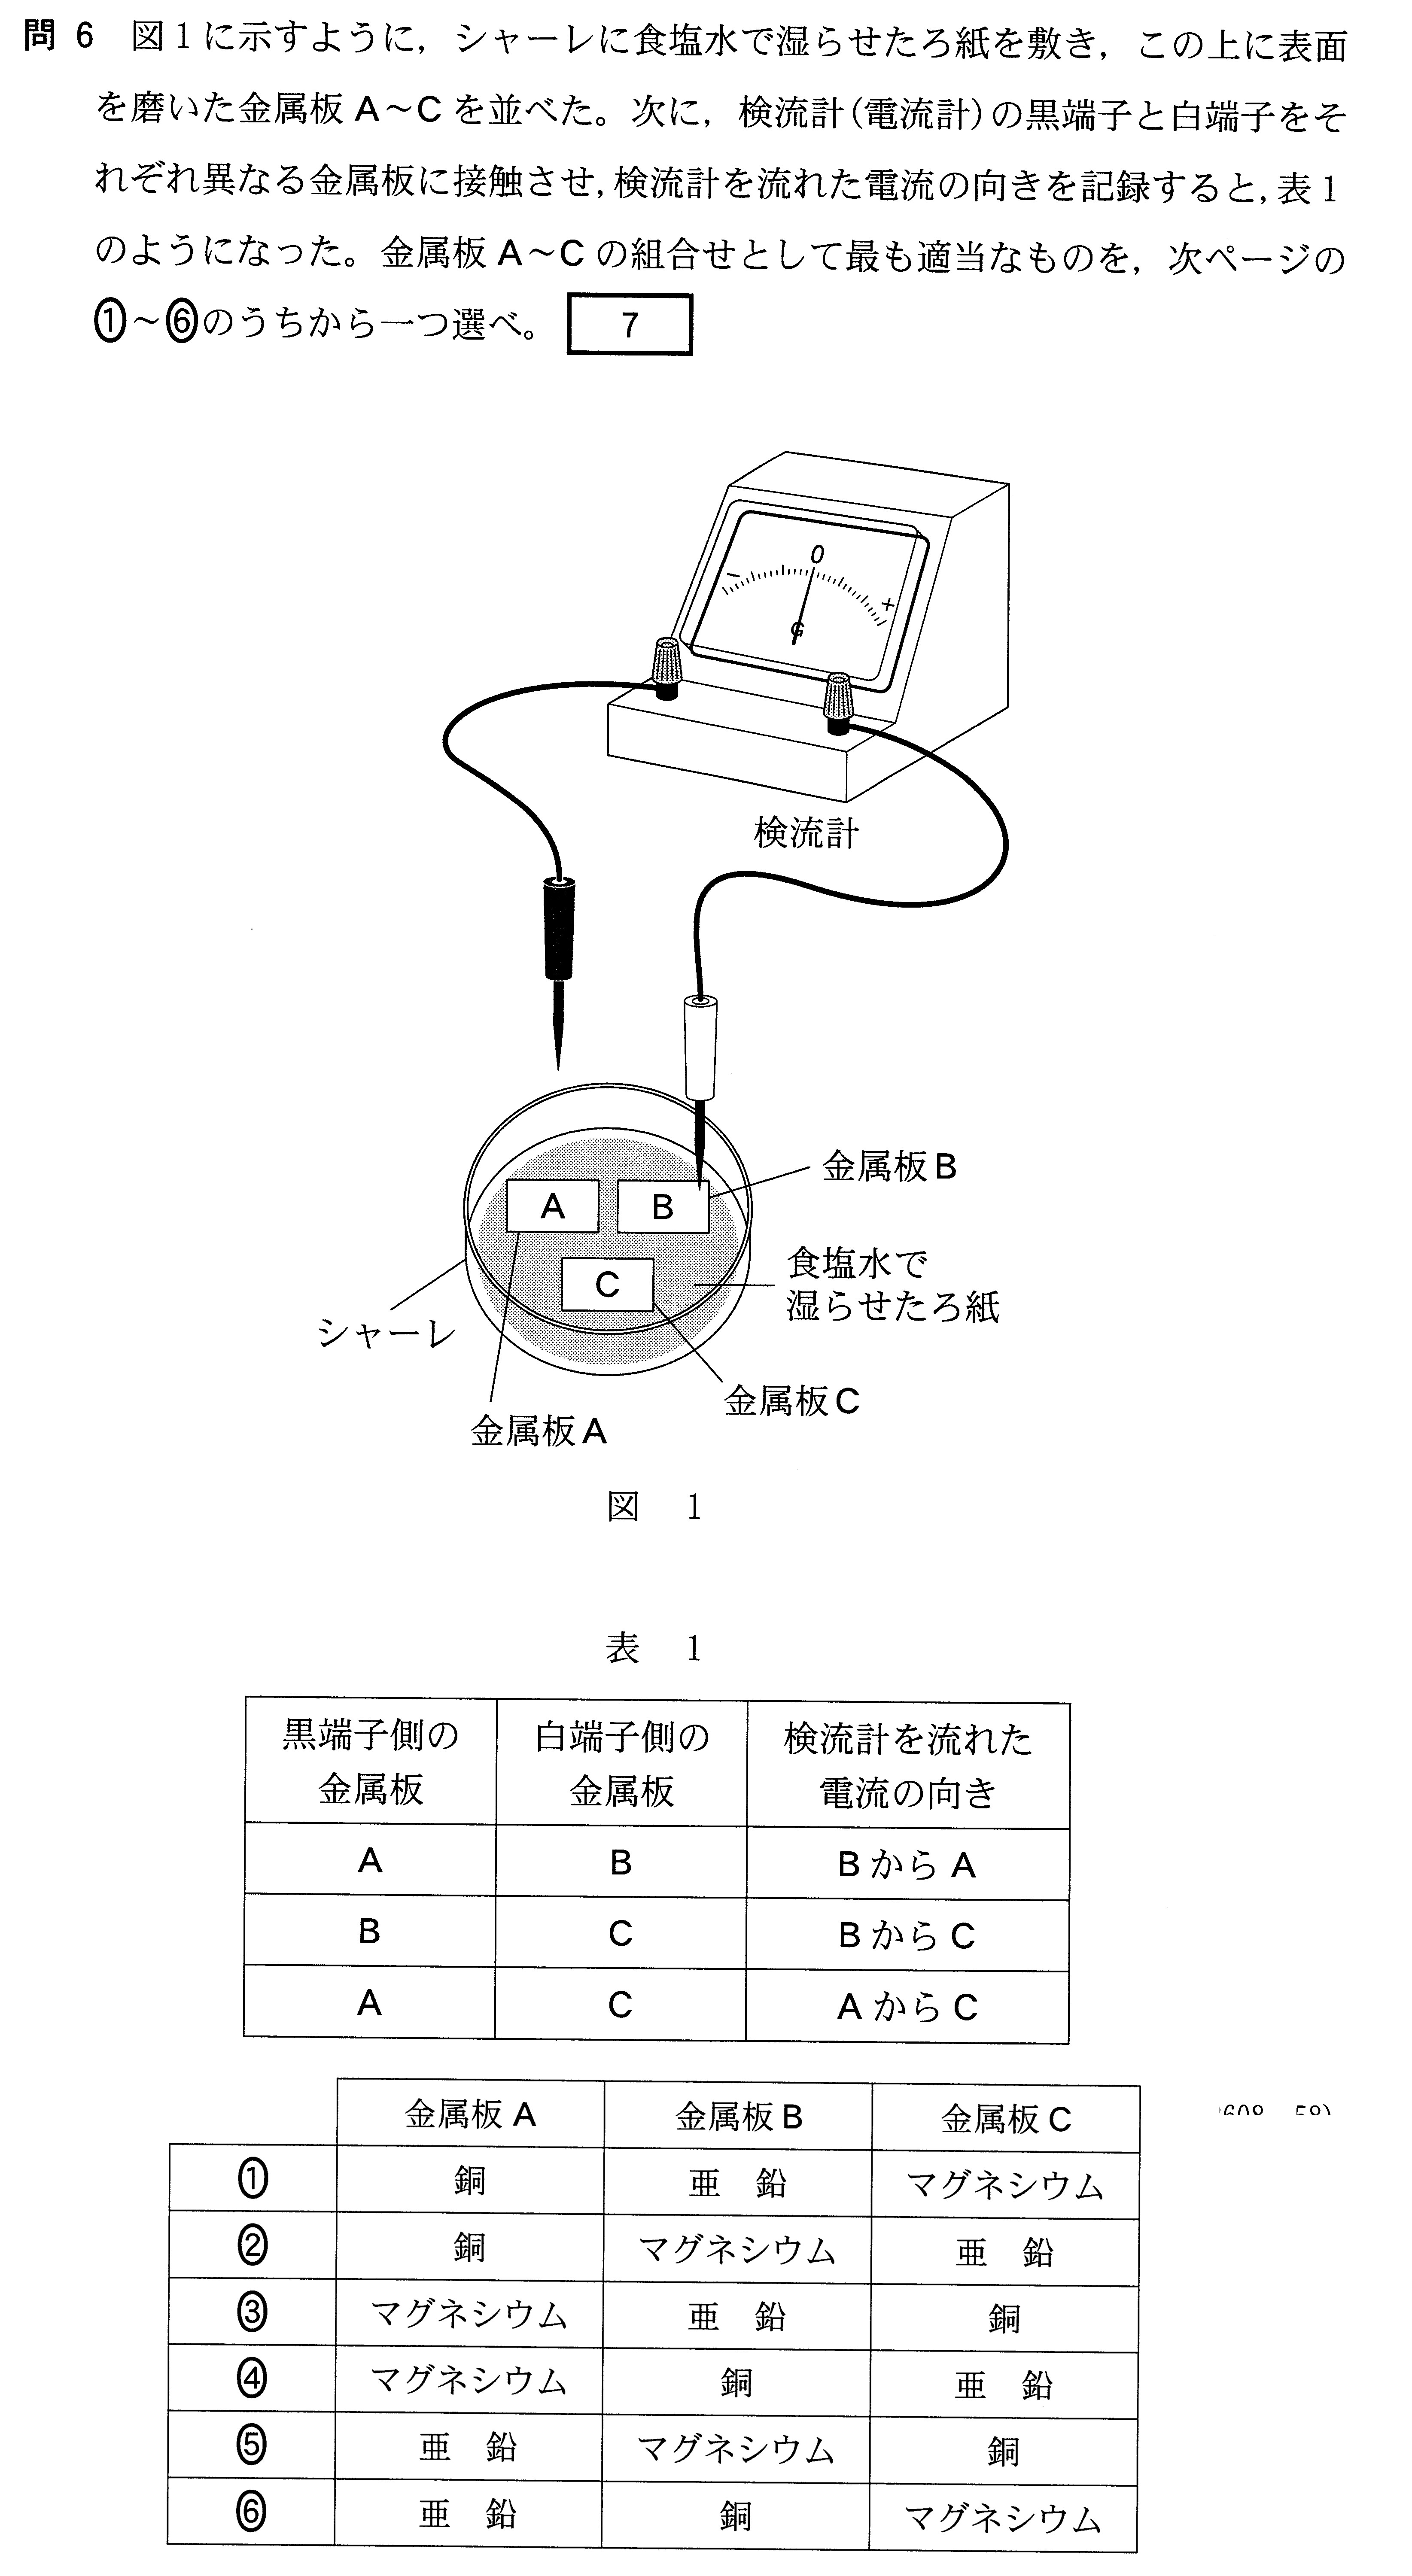 問 6 図1に示すように，シャーレに食塩水で湿らせたろ紙を敷き，この上に表面
を磨いた金属板 A～C を並べた。次に，検流計(電流計)の黒端子と白端子をそ
れぞれ異なる金属板に接触させ，検流計を流れた電流の向きを記録すると，表1
のようになった。金属板 A～C の組合せとして最も適当なものを，次ページの
①～⑥のうちから一つ選べ。 7
0
－
＋
G
検流計
金属板B
A
B
C
食塩水で
湿らせたろ紙
シャーレ
金属板C
金属板A
図 1
表 1
黒端子側の金属板 白端子側の金属板 検流計を流れた電流の向き
A B BからA
B C BからC
A C AからC
金属板A 金属板B 金属板C
① 銅 亜鉛 マグネシウム
② 銅 マグネシウム 亜鉛
③ マグネシウム 亜鉛 銅
④ マグネシウム 銅 亜鉛
⑤ 亜鉛 マグネシウム 銅
⑥ 亜鉛 銅 マグネシウム